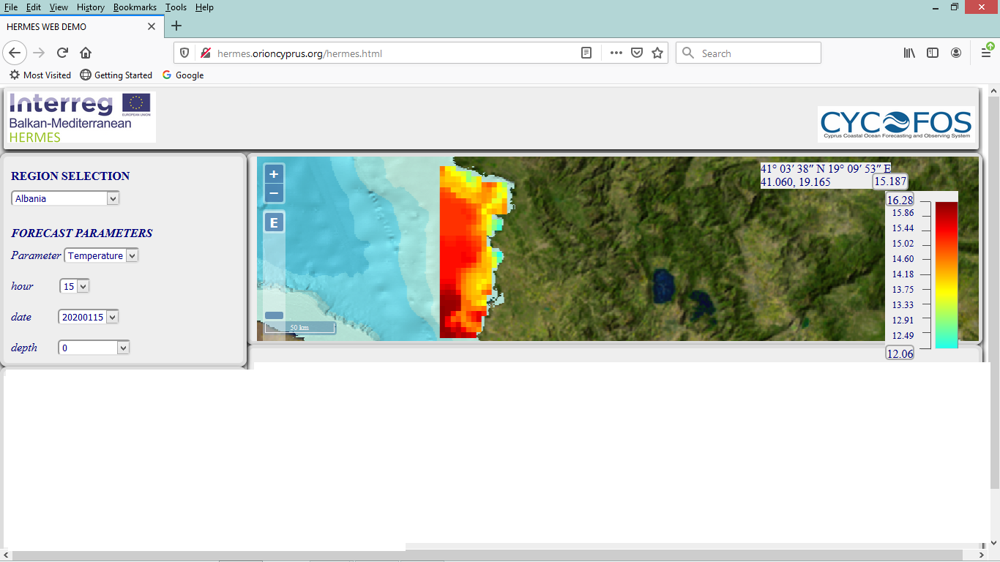 File Edit View History Bookmarks Tools Help
HERMES WEB DEMO
hermes.orioncyprus.org/hermes.html
Search
Most Visited Getting Started Google
Interreg
EUROPEAN UNION
Balkan-Mediterranean
HERMES
CYCOFOS
Cyprus Coastal Ocean Forecasting and Observing System
REGION SELECTION
Albania
FORECAST PARAMETERS
Parameter Temperature
hour 15
date 20200115
depth 0
+
−
E
50 km
41° 03′ 38″ N 19° 09′ 53″ E
41.060, 19.165 15.187
16.28
15.86
15.44
15.02
14.60
14.18
13.75
13.33
12.91
12.49
12.06